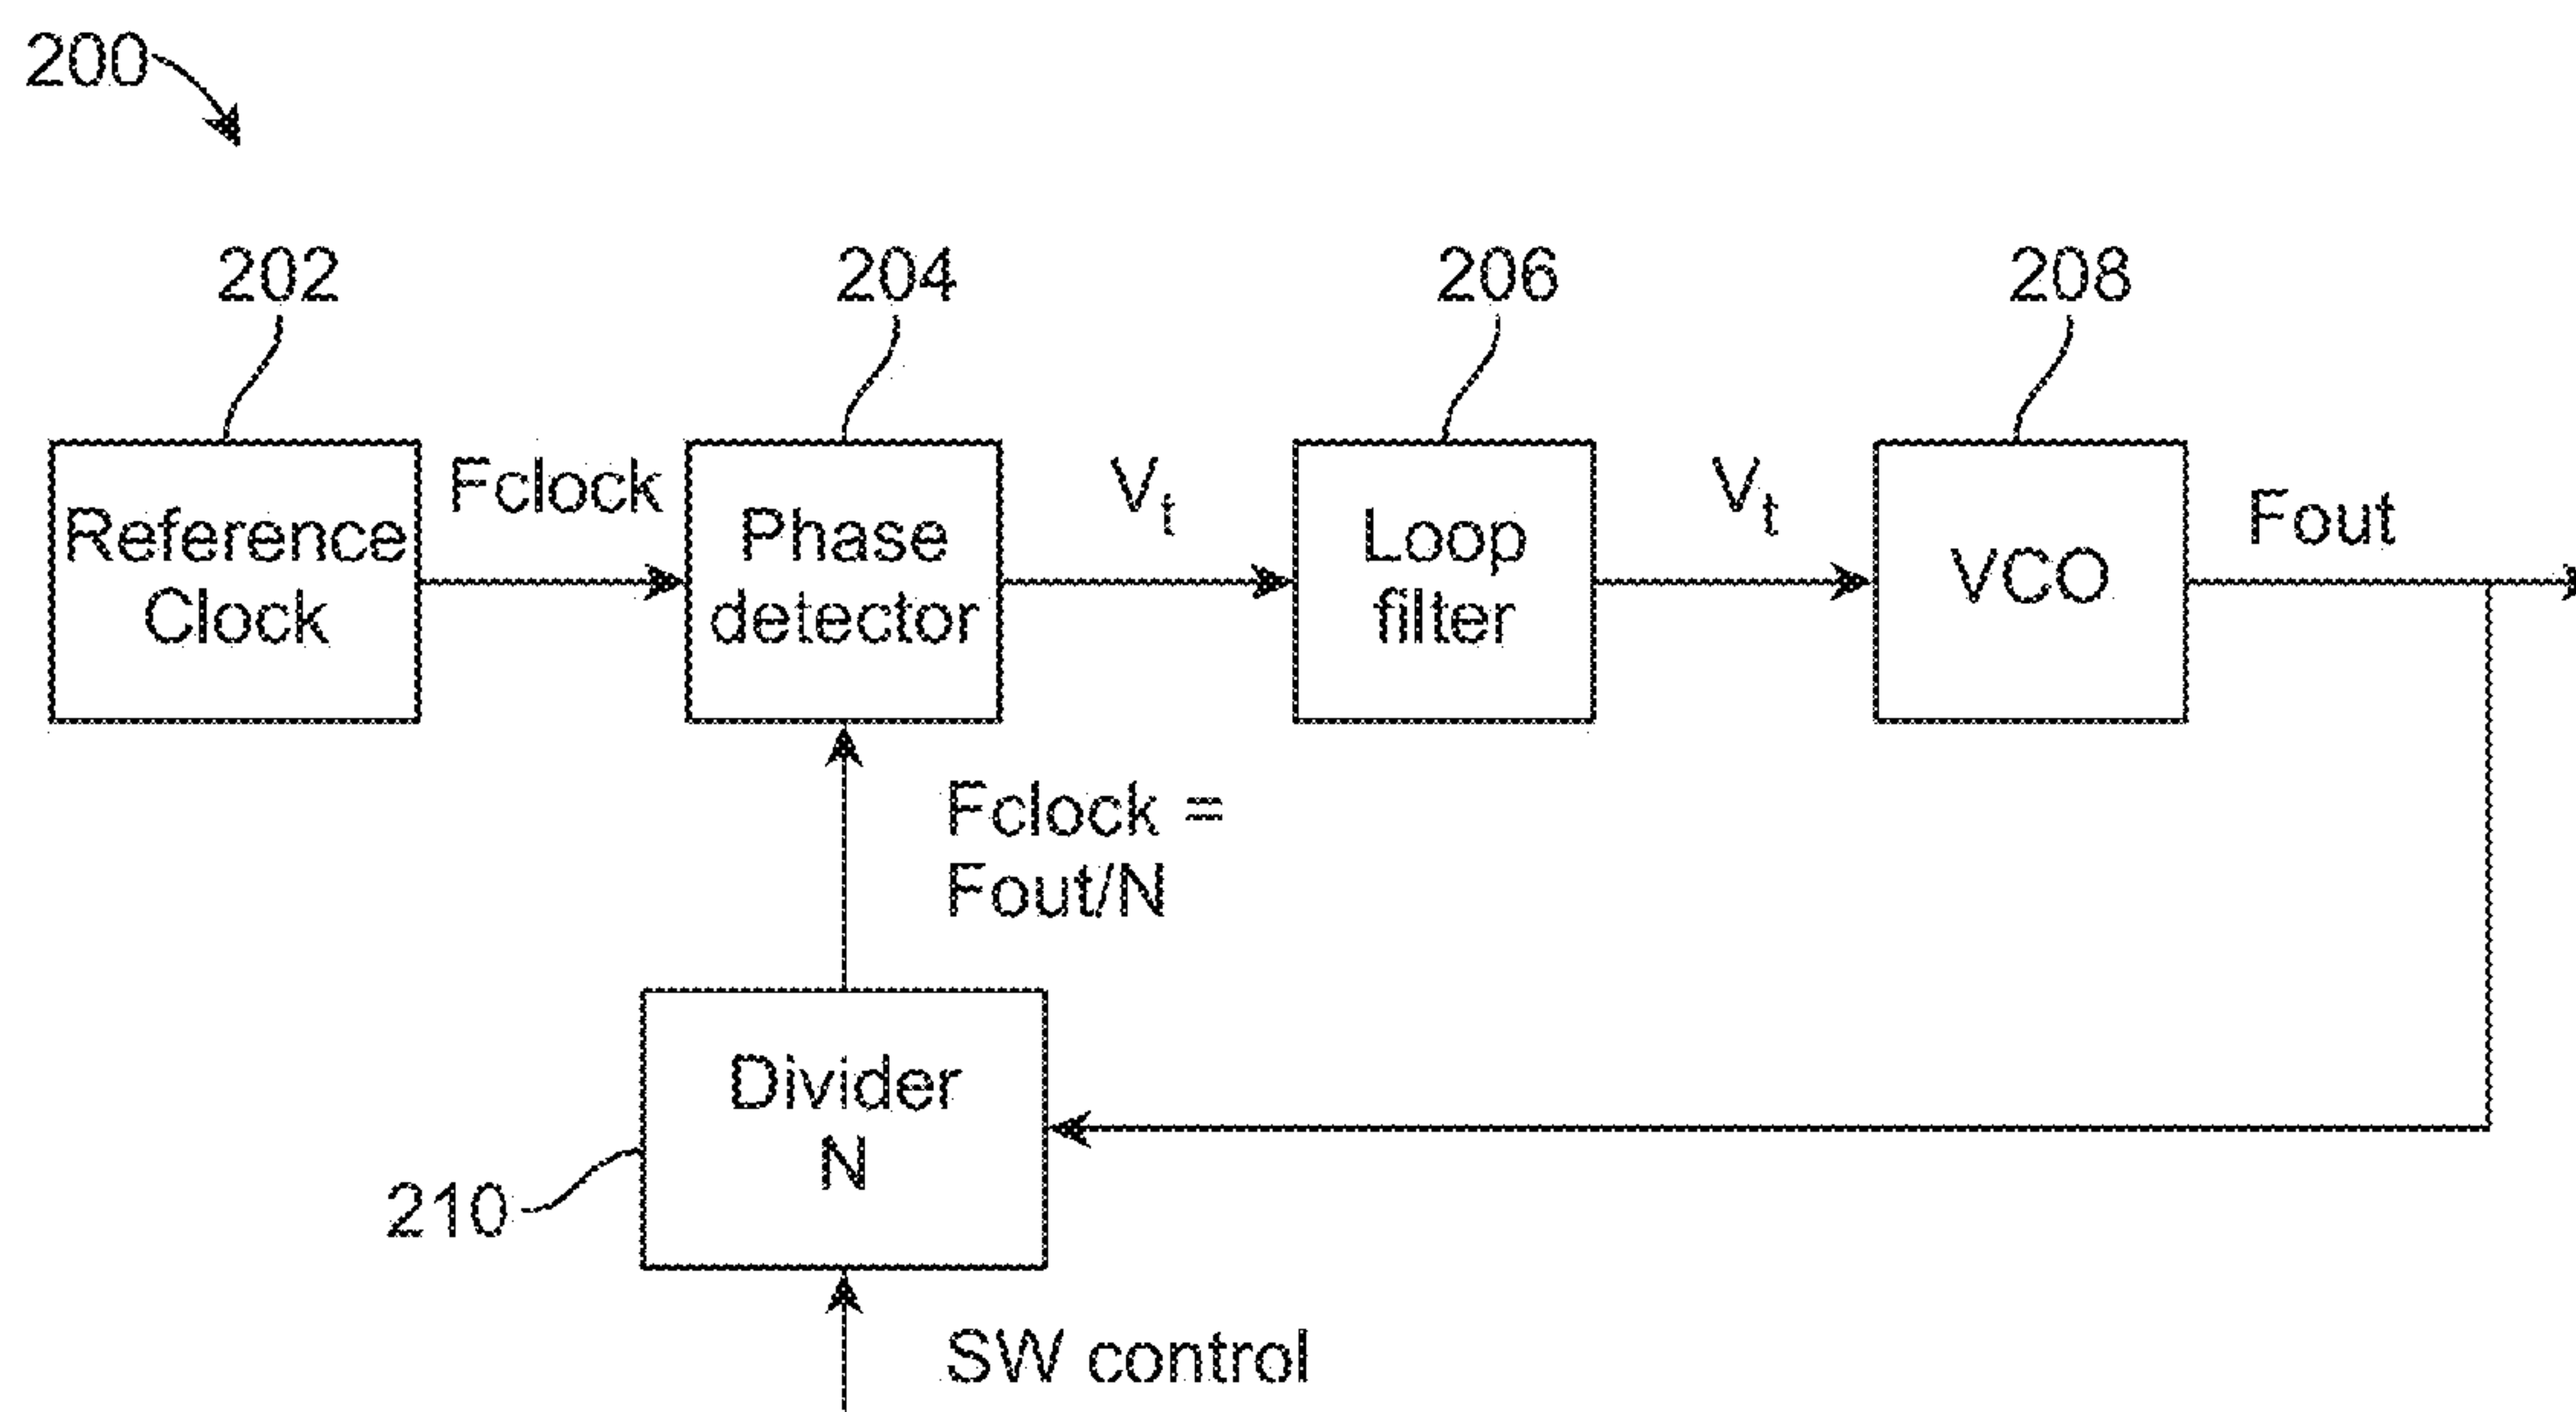 200
202
204
206
208
Reference
Clock
Fclock
Phase
detector
Vt
Loop
filter
Vt
VCO
Fout
Fclock =
Fout/N
Divider
N
210
SW control